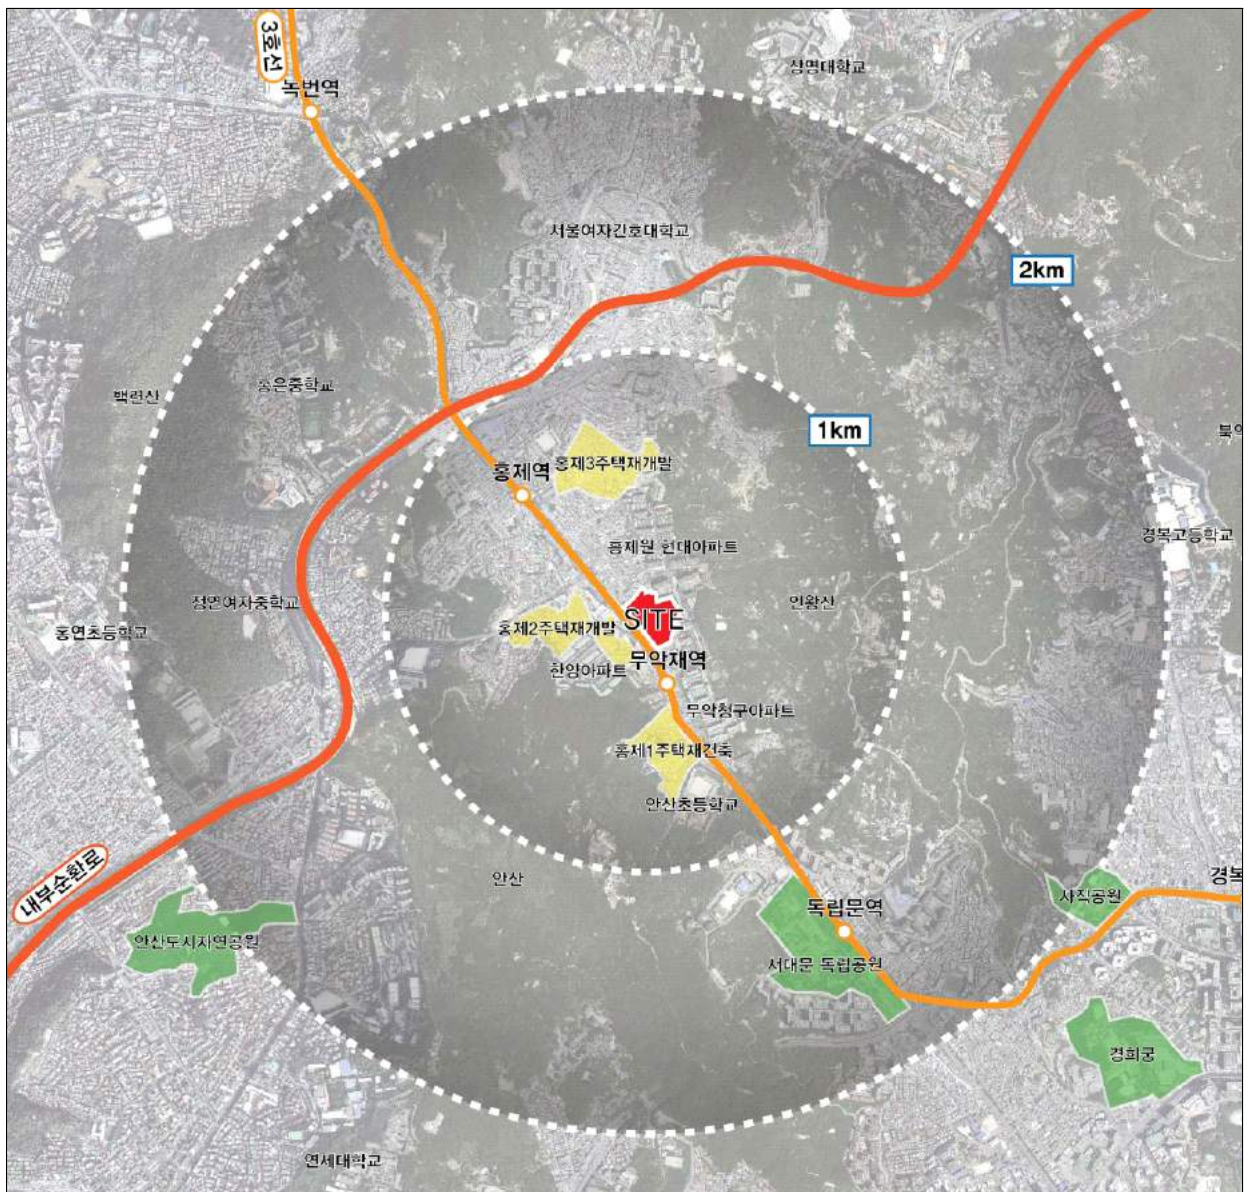 3호선
녹번역
상명대학교
서울여자간호대학교
2km
홍은중학교
백련산
1km
홍제역
홍제3주택재개발
경복고등학교
홍제원 현대아파트
정연여자중학교
인왕산
SITE
홍연초등학교
홍제2주택재개발
한양아파트
무악재역
무악청구아파트
홍제1주택재건축
안산초등학교
내부순환로
안산
경복
사직공원
독립문역
안산도시자연공원
서대문 독립공원
경희궁
연세대학교